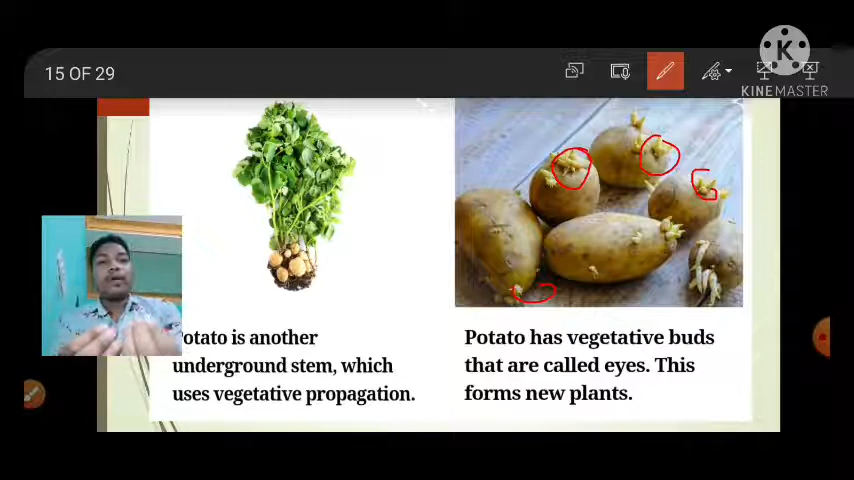 15 OF 29
K
KINEMASTER
Potato is another
underground stem, which
uses vegetative propagation.
Potato has vegetative buds
that are called eyes. This
forms new plants.